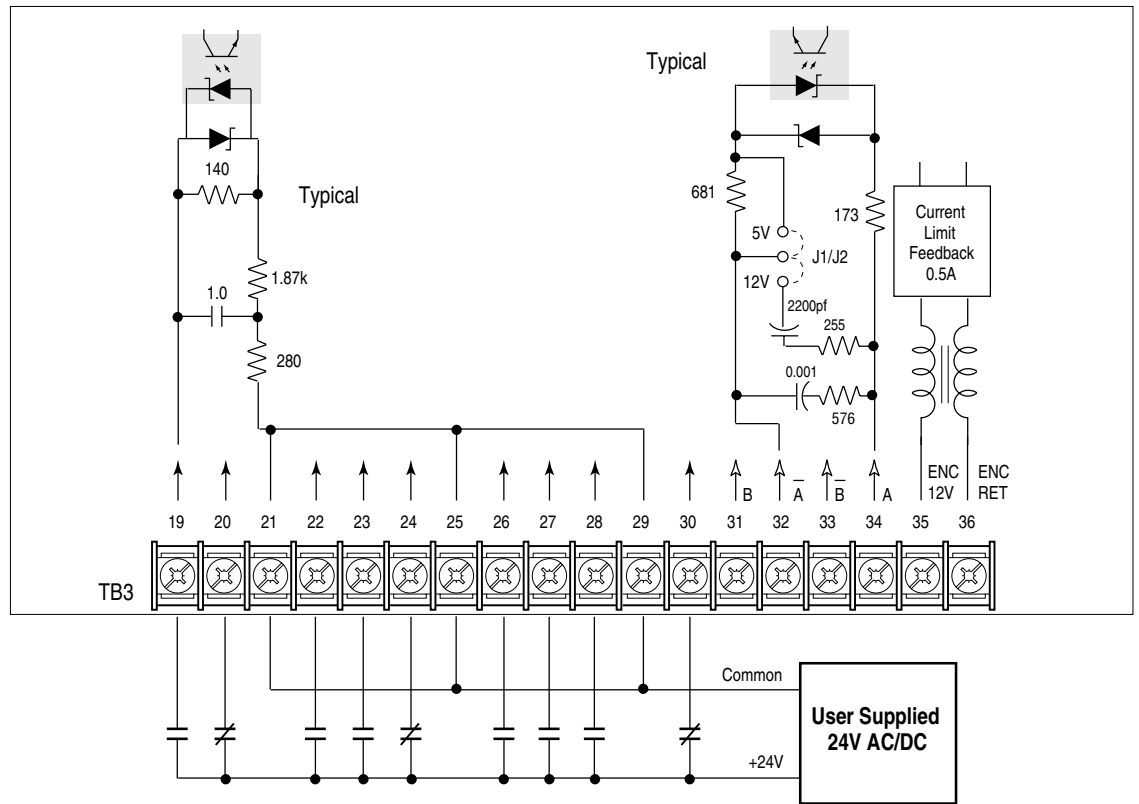 Typical
140
Typical
1.87k
1.0
280
681
173
5V
J1/J2
12V
2200pf
255
0.001
576
Current
Limit
Feedback
0.5A
B
A
B
A
ENC
12V
ENC
RET
19 20 21 22 23 24 25 26 27 28 29 30 31 32 33 34 35 36
TB3
Common
+24V
User Supplied
24V AC/DC